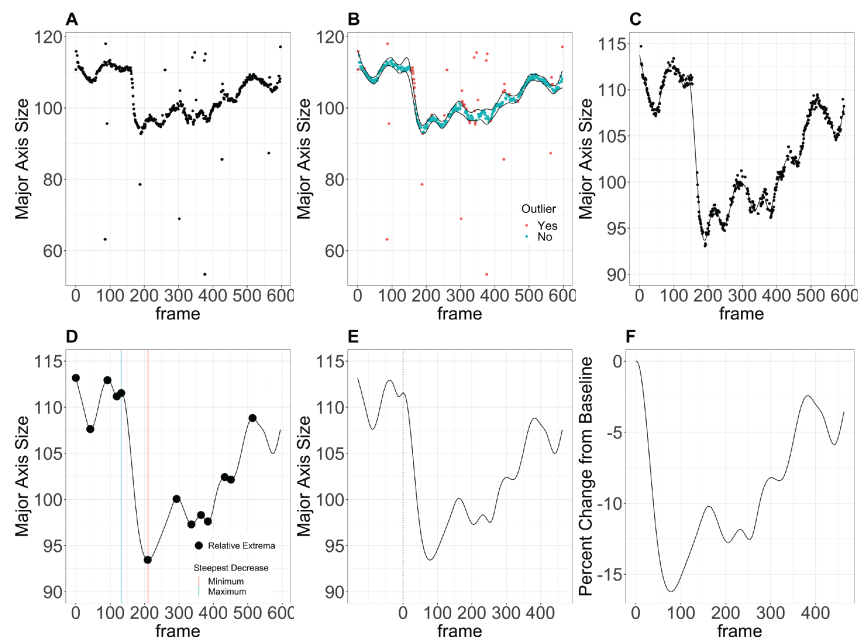 A
120
100
80
60
Major Axis Size
0 100 200 300 400 500 600
frame
B
120
100
80
60
Major Axis Size
Outlier
Yes
No
0 100 200 300 400 500 600
frame
C
115
110
105
100
95
90
Major Axis Size
0 100 200 300 400 500 600
frame
D
115
110
105
100
95
90
Major Axis Size
Relative Extrema
Steepest Decrease
Minimum
Maximum
0 100 200 300 400 500 600
frame
E
115
110
105
100
95
90
Major Axis Size
0 100 200 300 400
frame
F
0
-5
-10
-15
Percent Change from Baseline
0 100 200 300 400
frame